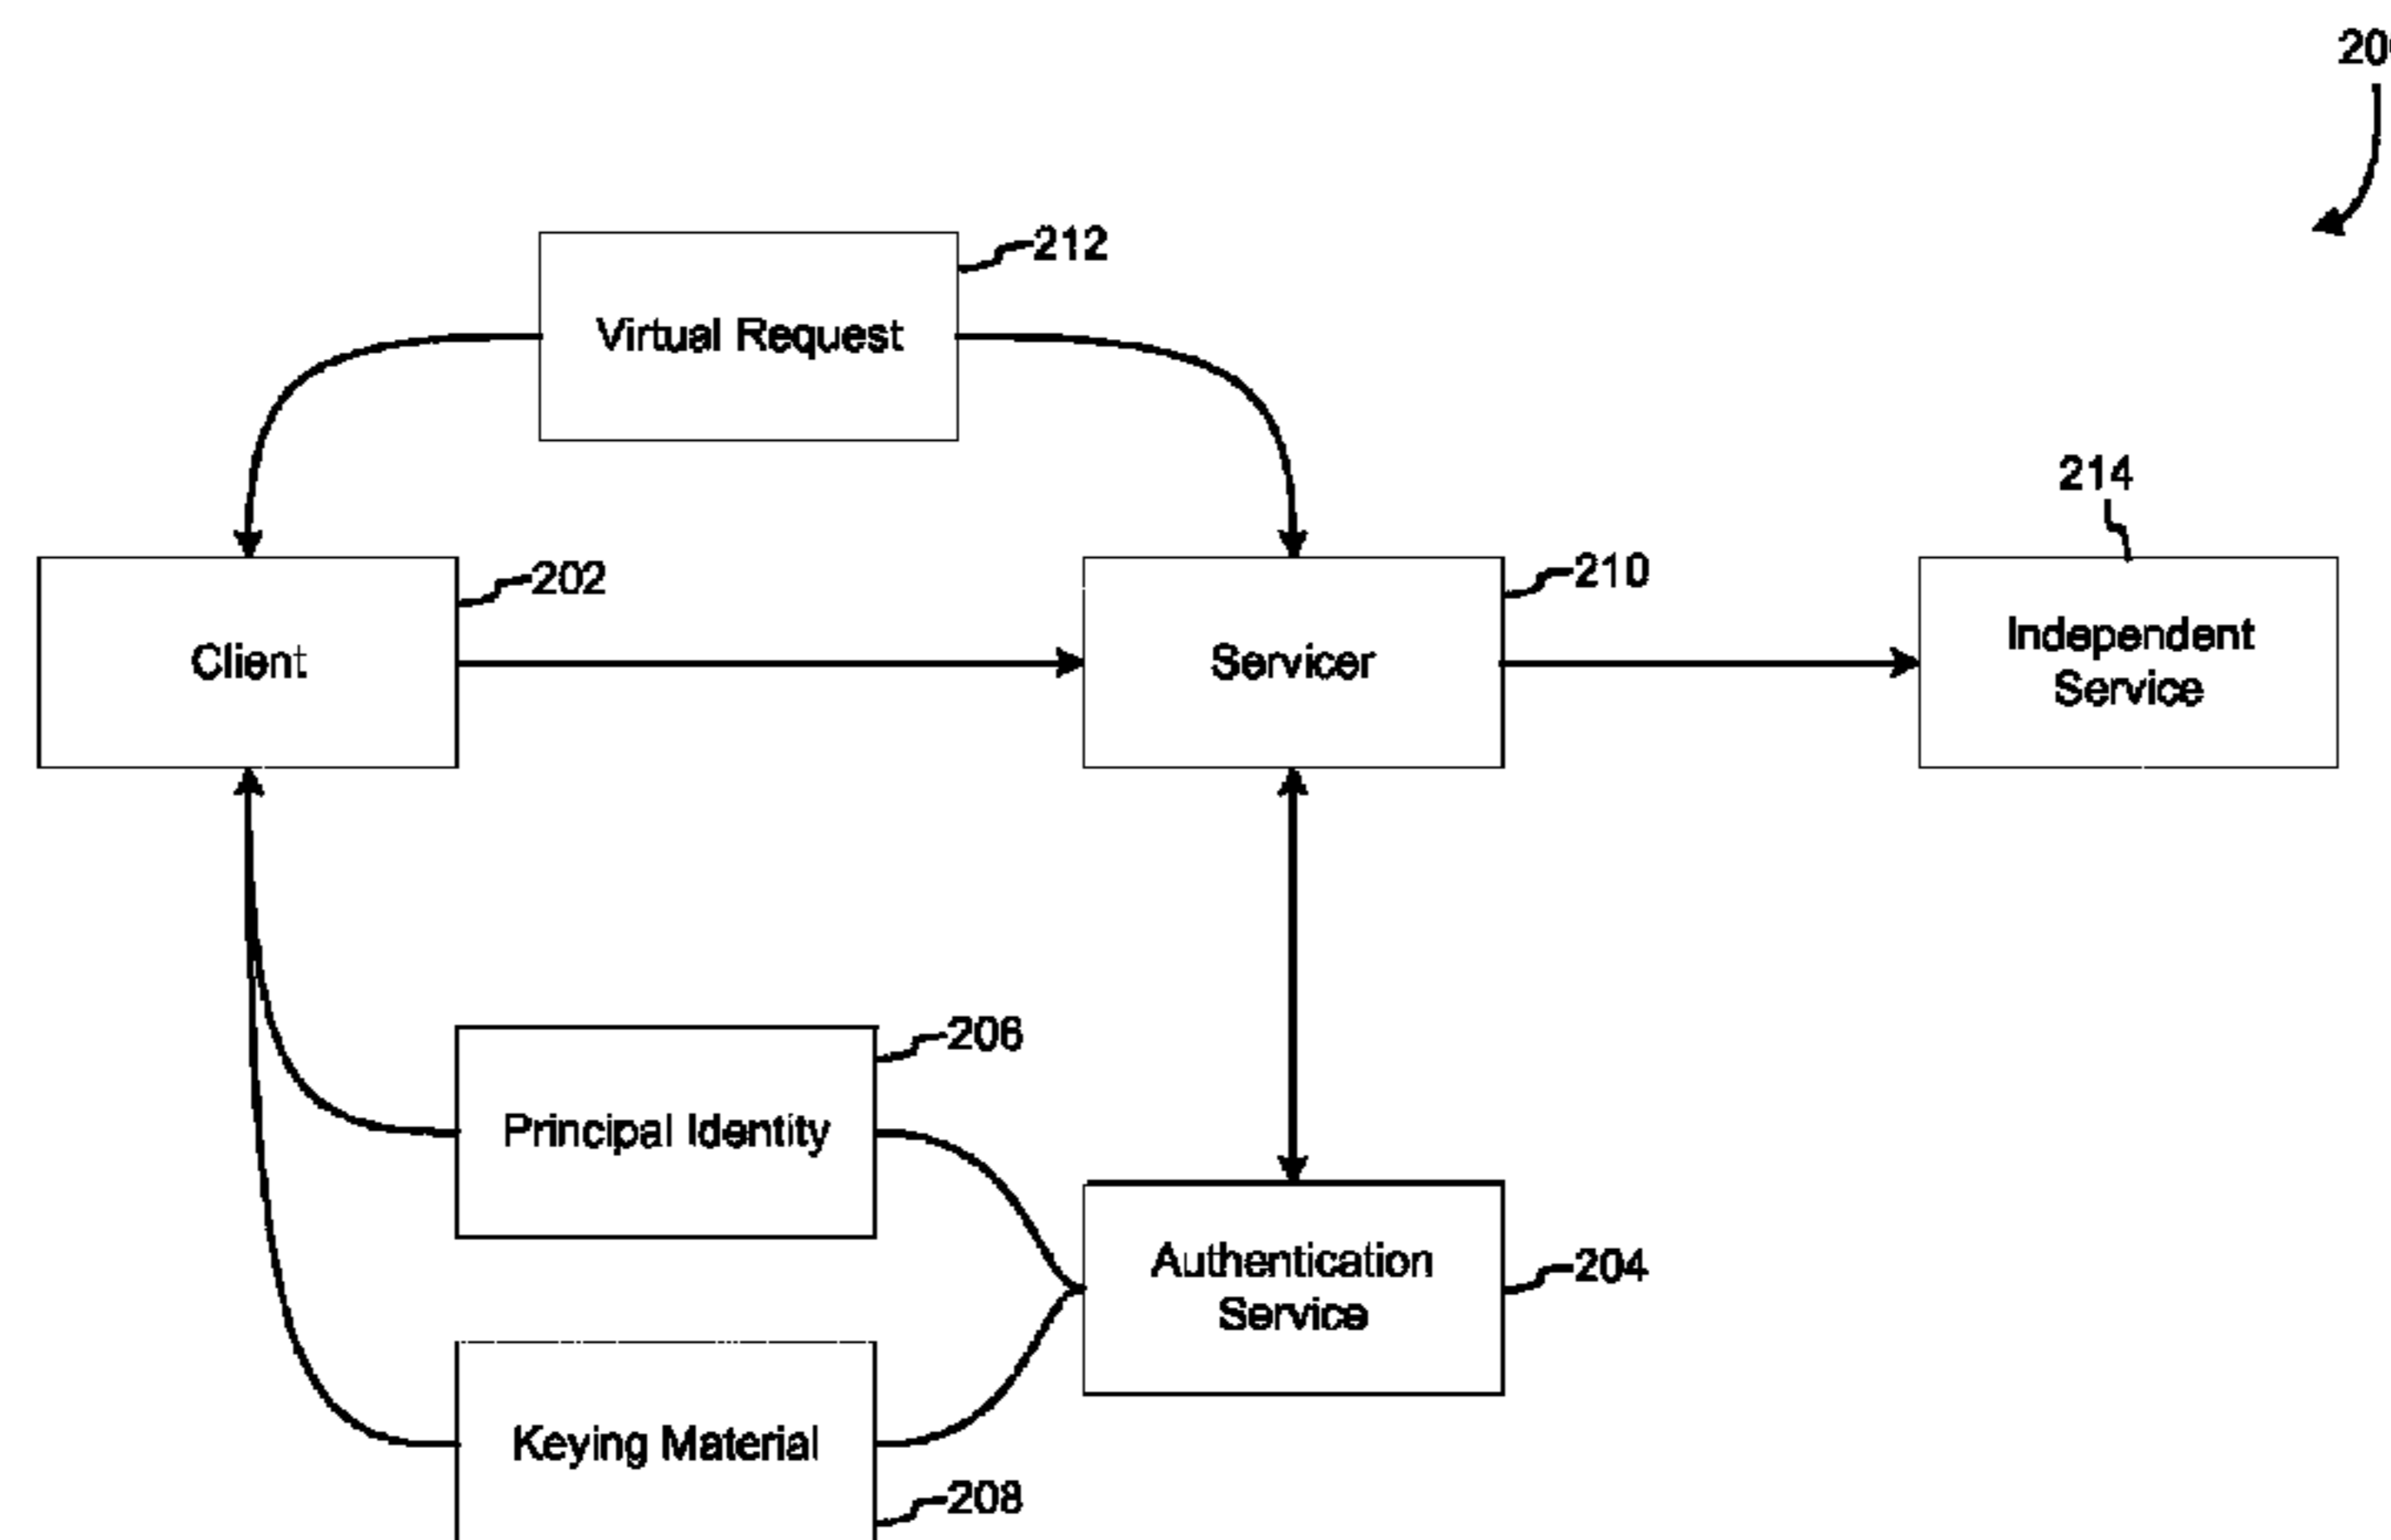 212
Virtual Request
214
202
210
Client
Servicer
Independent
Service
206
Principal Identity
Authentication
Service
204
Keying Material
208